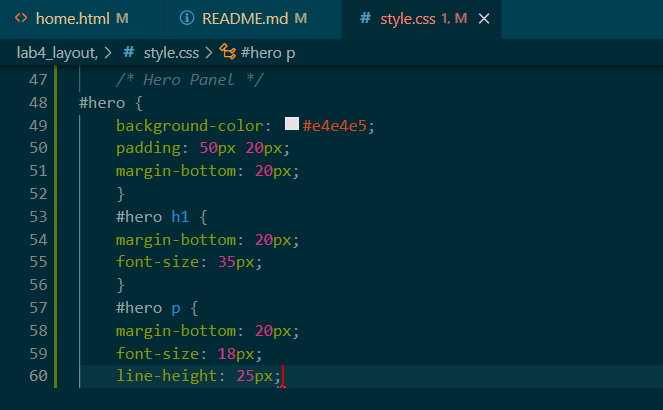 home.html M README.md M style.css 1, M
lab4_layout, > # style.css > #hero p
47 /* Hero Panel */
48 #hero {
49 background-color: #e4e4e5;
50 padding: 50px 20px;
51 margin-bottom: 20px;
52 }
53 #hero h1 {
54 margin-bottom: 20px;
55 font-size: 35px;
56 }
57 #hero p {
58 margin-bottom: 20px;
59 font-size: 18px;
60 line-height: 25px;